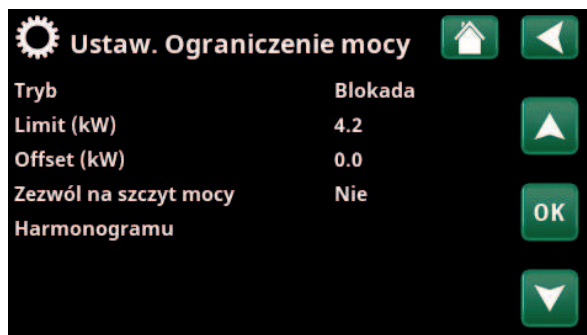 Ustaw. Ograniczenie mocy
Tryb Blokada
Limit (kW) 4.2
Offset (kW) 0.0
Zezwól na szczyt mocy Nie
OK
Harmonogramu